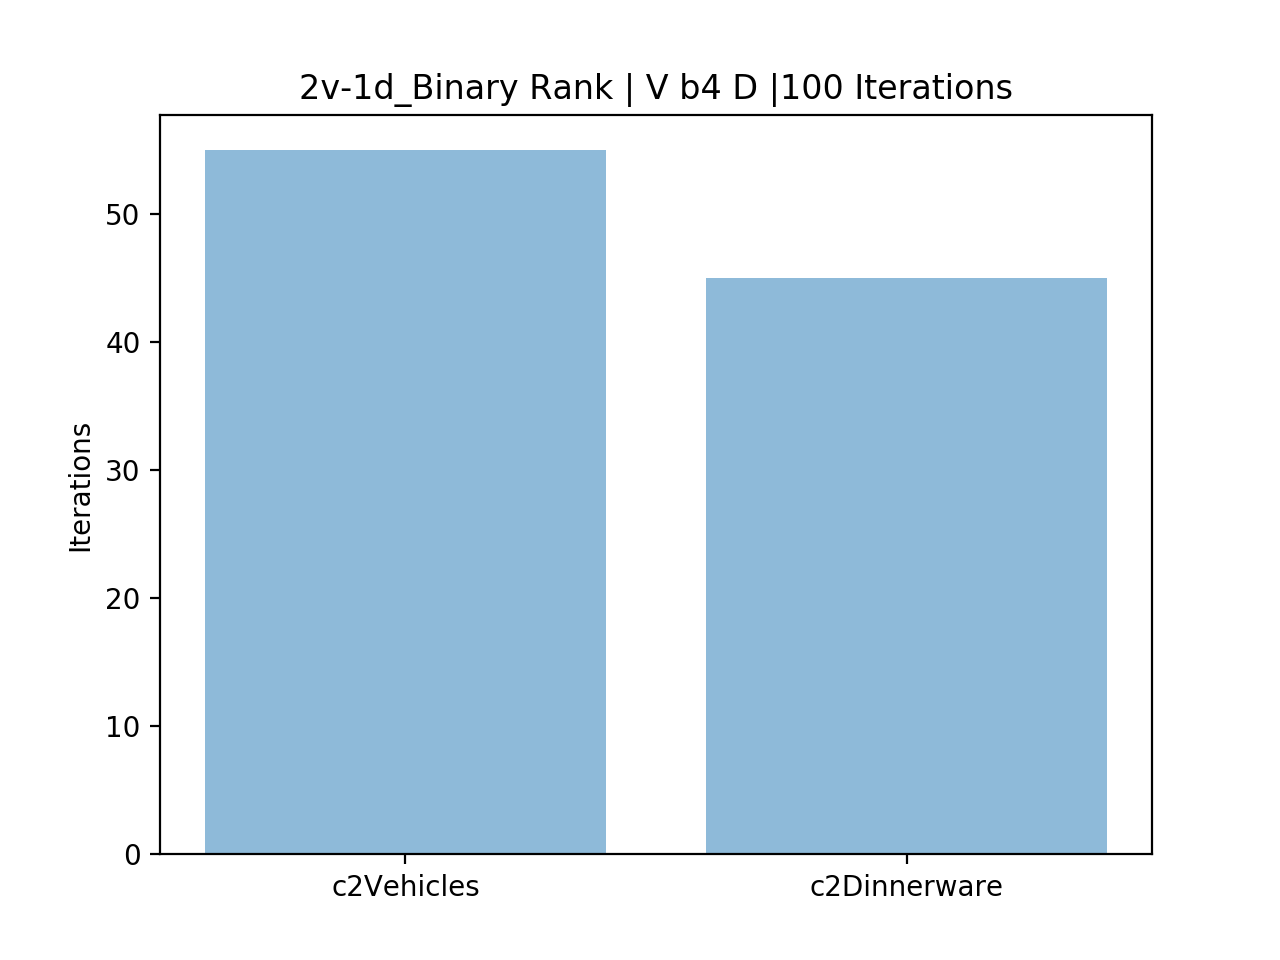 2v-1d_Binary Rank | V b4 D |100 Iterations
50
40
30
20
10
0
Iterations
c2Vehicles
c2Dinnerware